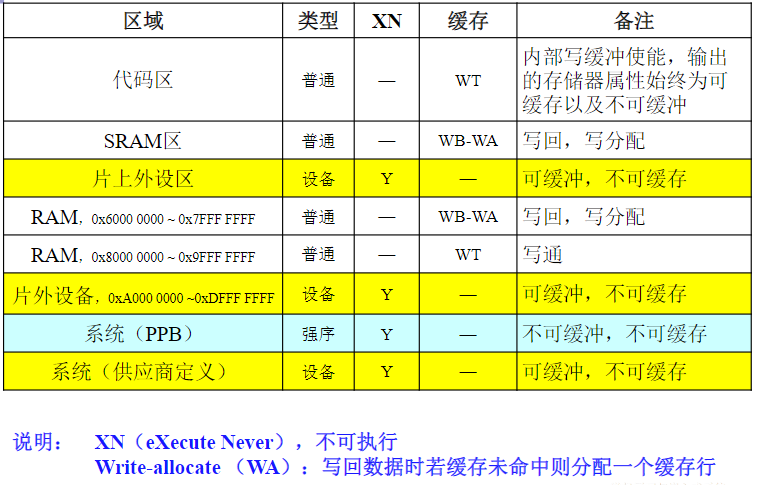 区域 类型 XN 缓存 备注
代码区 普通 — WT 内部写缓冲使能，输出
的存储器属性始终为可
缓存以及不可缓冲
SRAM区 普通 — WB-WA 写回，写分配
片上外设区 设备 Y — 可缓冲，不可缓存
RAM，0x6000 0000 ~ 0x7FFF FFFF 普通 — WB-WA 写回，写分配
RAM，0x8000 0000 ~ 0x9FFF FFFF 普通 — WT 写通
片外设备，0xA000 0000 ~0xDFFF FFFF 设备 Y — 可缓冲，不可缓存
系统（PPB） 强序 Y — 不可缓冲，不可缓存
系统（供应商定义） 设备 Y — 可缓冲，不可缓存
说明： XN（eXecute Never），不可执行
Write-allocate （WA）：写回数据时若缓存未命中则分配一个缓存行